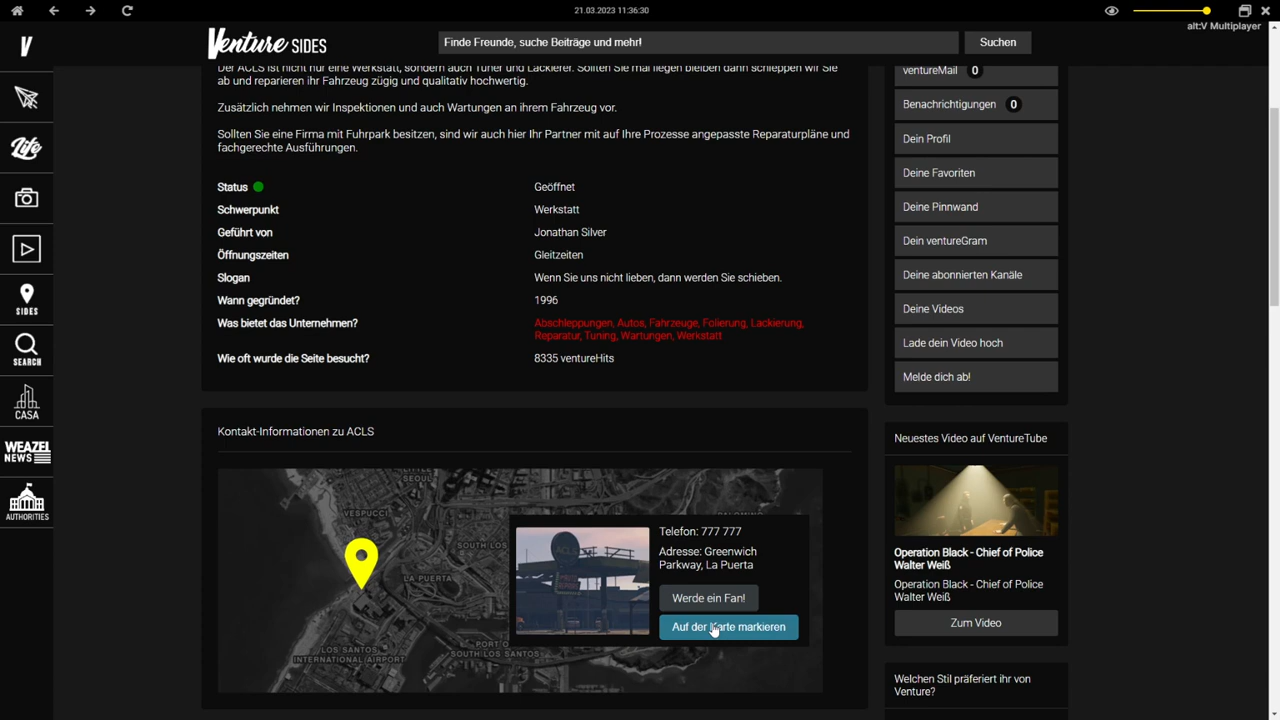 21.03.2023 11:36:30
alt:V Multiplayer
V
Venture SIDES
Finde Freunde, suche Beiträge und mehr!
Suchen
Life
SIDES
SEARCH
CASA
WEAZEL
NEWS
AUTHORITIES
Der ACLS ist nicht nur eine Werkstatt, sondern auch Tuner und Lackierer. Sollten Sie mal liegen bleiben dann schleppen wir Sie
ab und reparieren ihr Fahrzeug zügig und qualitativ hochwertig.
Zusätzlich nehmen wir Inspektionen und auch Wartungen an ihrem Fahrzeug vor.
Sollten Sie eine Firma mit Fuhrpark besitzen, sind wir auch hier Ihr Partner mit auf Ihre Prozesse angepasste Reparaturpläne und
fachgerechte Ausführungen.
Status Geöffnet
Schwerpunkt Werkstatt
Geführt von Jonathan Silver
Öffnungszeiten Gleitzeiten
Slogan Wenn Sie uns nicht lieben, dann werden Sie schieben.
Wann gegründet? 1996
Was bietet das Unternehmen? Abschleppungen, Autos, Fahrzeuge, Folierung, Lackierung,
Reparatur, Tuning, Wartungen, Werkstatt
Wie oft wurde die Seite besucht? 8335 ventureHits
Kontakt-Informationen zu ACLS
SEOUL
VESPUCCI
SOUTH LOS
LA PUERTA
LOS SANTOS
INTERNATIONAL AIRPORT
PORT O
SOUTH LOS SANTOS
PALOMINO
ACLS
Telefon: 777 777
Adresse: Greenwich
Parkway, La Puerta
Werde ein Fan!
Auf der Karte markieren
ventureMail 0
Benachrichtigungen 0
Dein Profil
Deine Favoriten
Deine Pinnwand
Dein ventureGram
Deine abonnierten Kanäle
Deine Videos
Lade dein Video hoch
Melde dich ab!
Neuestes Video auf VentureTube
Operation Black - Chief of Police
Walter Weiß
Operation Black - Chief of Police
Walter Weiß
Zum Video
Welchen Stil präferiert ihr von
Venture?